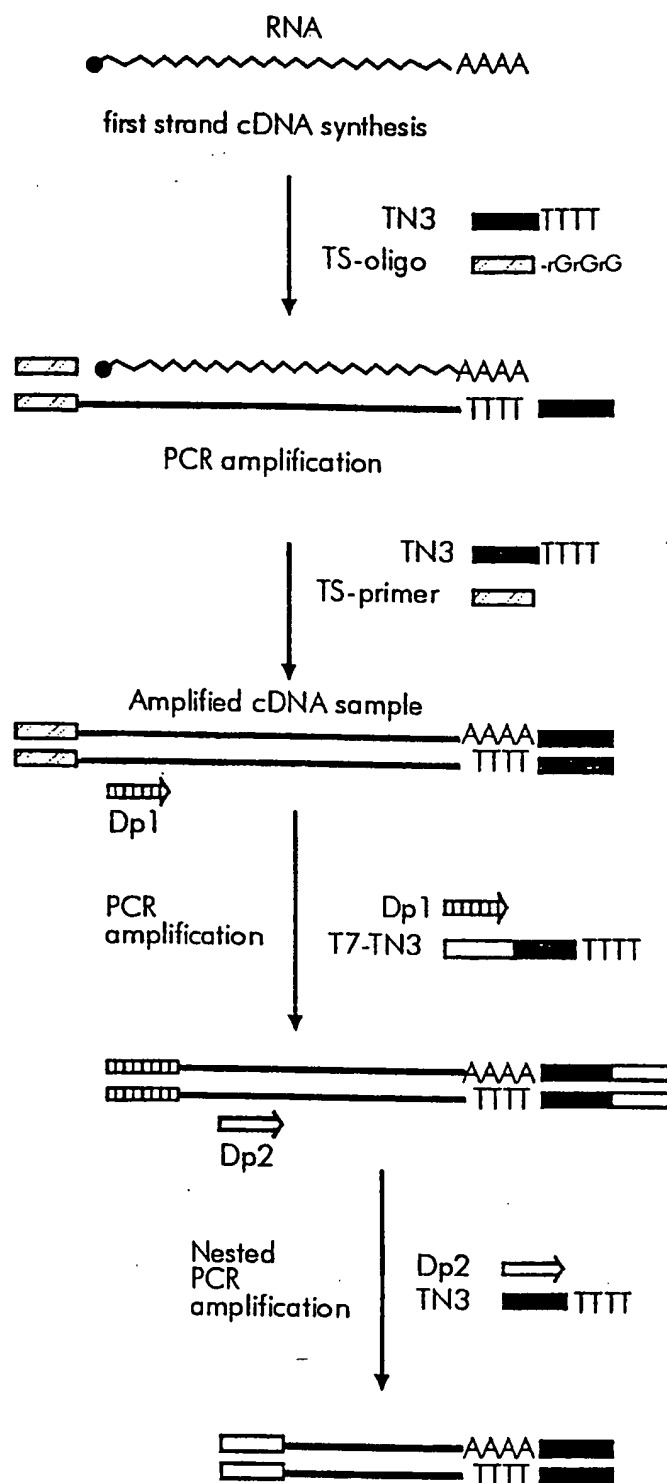 RNA
AAAA
first strand cDNA synthesis
TN3 TTTT
TS-oligo -rGrGrG
AAAA
TTTT
PCR amplification
TN3 TTTT
TS-primer
Amplified cDNA sample
AAAA
TTTT
Dp1
PCR
amplification
Dp1
T7-TN3 TTTT
AAAA
TTTT
Dp2
Nested
PCR
amplification
Dp2
TN3 TTTT
AAAA
TTTT